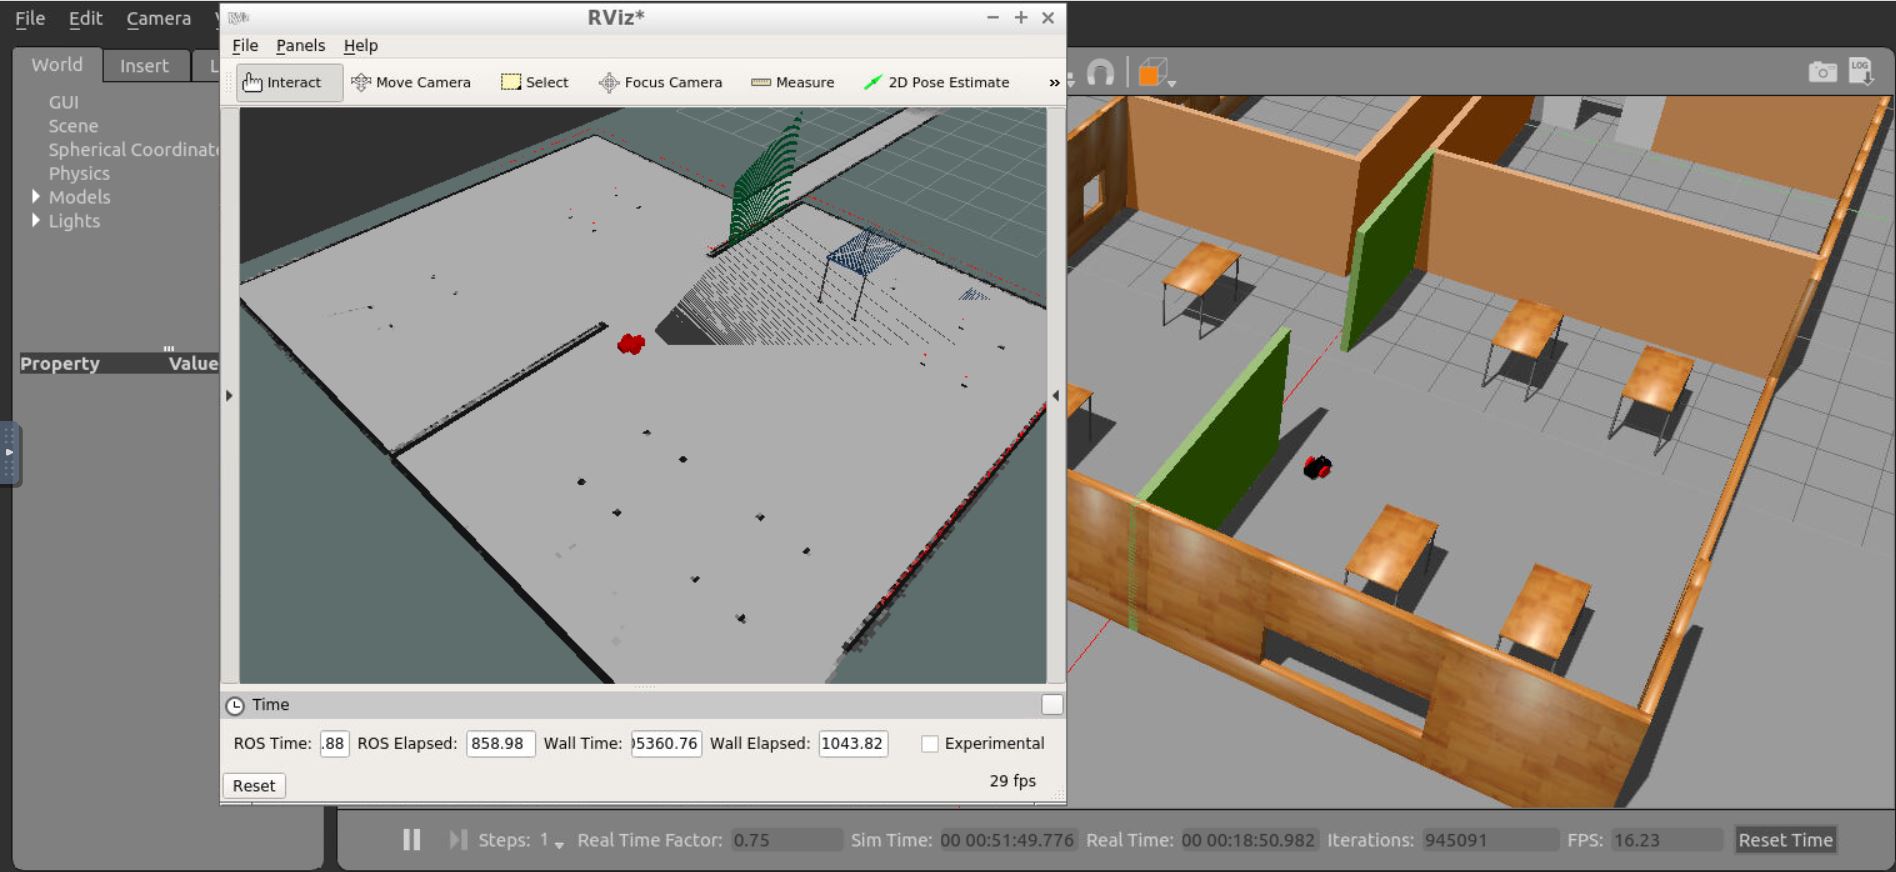 File Edit Camera
RViz*
File Panels Help
World Insert L
Interact Move Camera Select Focus Camera Measure 2D Pose Estimate »
LOG
GUI
Scene
Spherical Coordinate
Physics
Models
Lights
Property Value
Time
ROS Time: .88 ROS Elapsed: 858.98 Wall Time: 05360.76 Wall Elapsed: 1043.82 Experimental
Reset
29 fps
Steps: 1 Real Time Factor: 0.75 Sim Time: 00 00:51:49.776 Real Time: 00 00:18:50.982 Iterations: 945091 FPS: 16.23 Reset Time